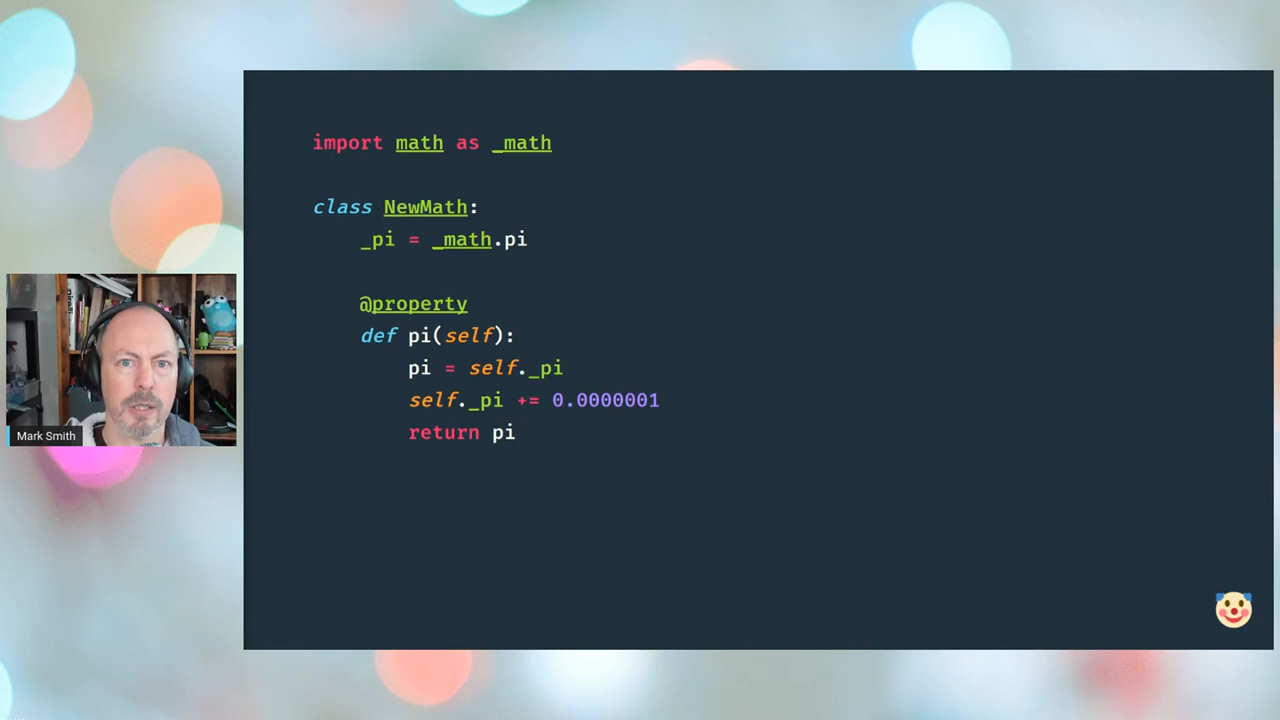 import math as _math
class NewMath:
    _pi = _math.pi
    @property
    def pi(self):
        pi = self._pi
        self._pi += 0.0000001
        return pi
Mark Smith